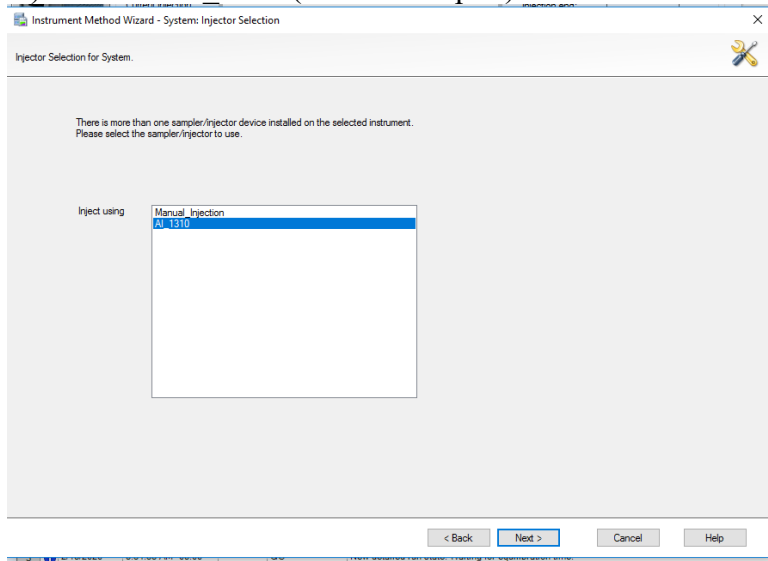 Instrument Method Wizard - System: Injector Selection
Injector Selection for System.
There is more than one sampler/injector device installed on the selected instrument.
Please select the sampler/injector to use.
Inject using
Manual_Injection
AI_1310
< Back
Next >
Cancel
Help